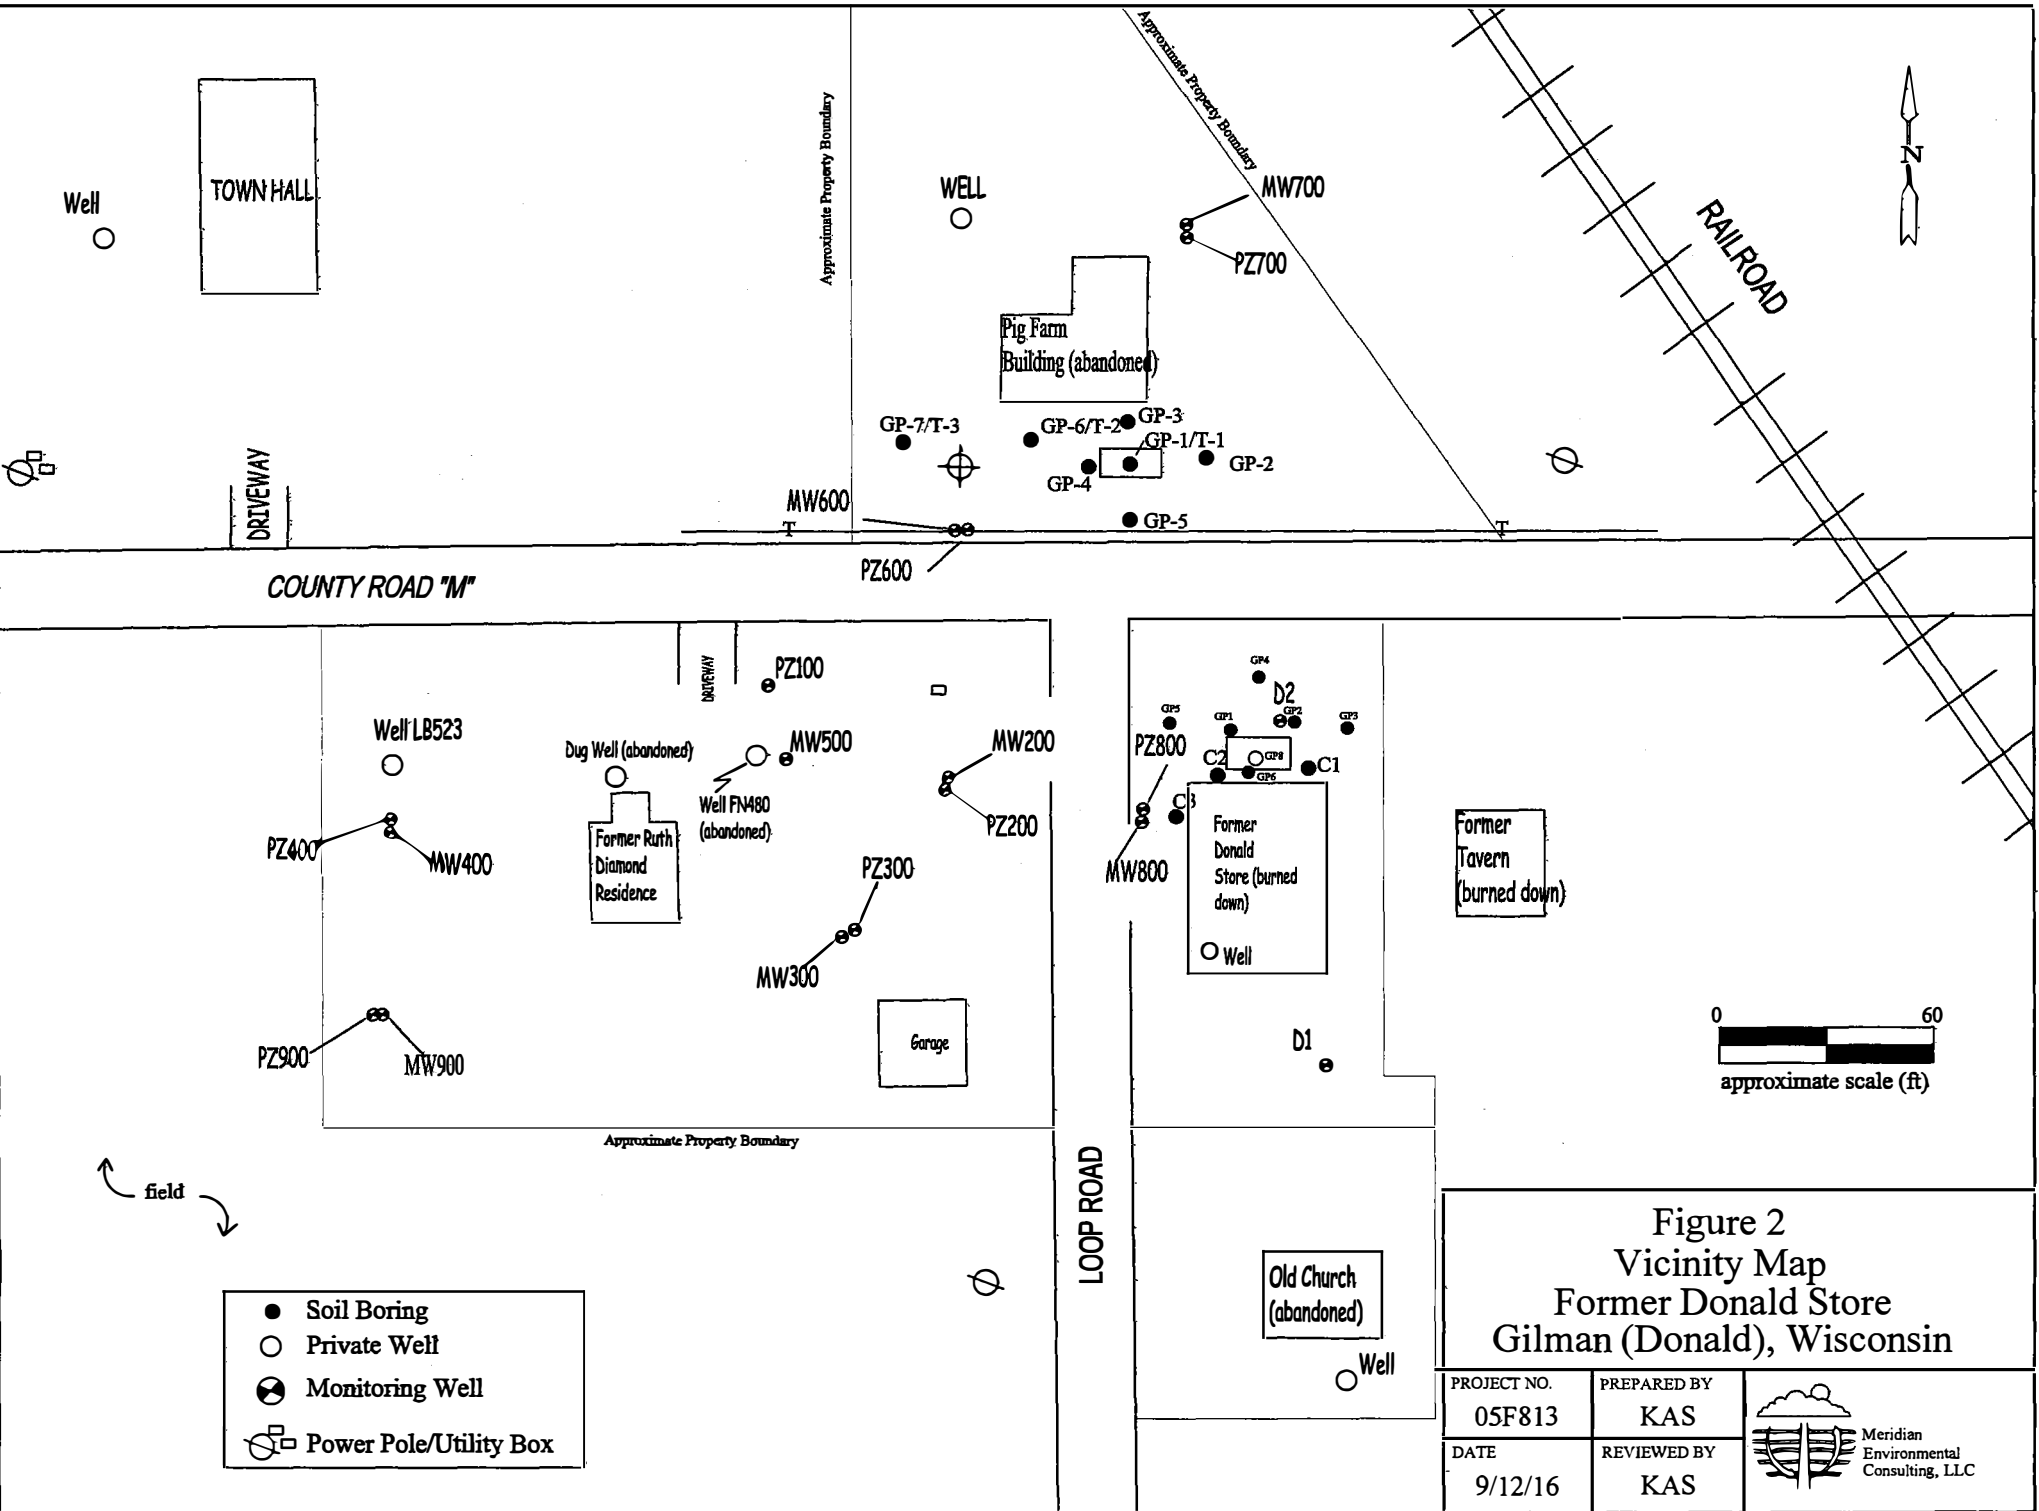 Approximate Property Boundary
Approximate Property Boundary
N
RAILROAD
TOWN HALL
Well
WELL
MW700
PZ700
Pig Farm
Building (abandoned)
GP-7/T-3
GP-6/T-2
GP-3
GP-1/T-1
GP-2
GP-4
GP-5
DRIVEWAY
MW600
T
T
PZ600
COUNTY ROAD "M"
DRIVEWAY
PZ100
Well LB523
Dug Well (abandoned)
MW500
Well FN480
(abandoned)
MW200
PZ200
PZ400
MW400
Former Ruth
Diamond
Residence
PZ300
MW300
PZ900
MW900
Garage
Approximate Property Boundary
GP4
D2
GP5
GP1
GP2
GP3
PZ800
C2
GP8
GP6
C1
C3
MW800
Former
Donald
Store (burned
down)
Well
Former
Tavern
(burned down)
D1
0 60
approximate scale (ft)
field
LOOP ROAD
Old Church
(abandoned)
Well
Soil Boring
Private Well
Monitoring Well
Power Pole/Utility Box
Figure 2
Vicinity Map
Former Donald Store
Gilman (Donald), Wisconsin
PROJECT NO.
05F813
PREPARED BY
KAS
DATE
9/12/16
REVIEWED BY
KAS
Meridian
Environmental
Consulting, LLC